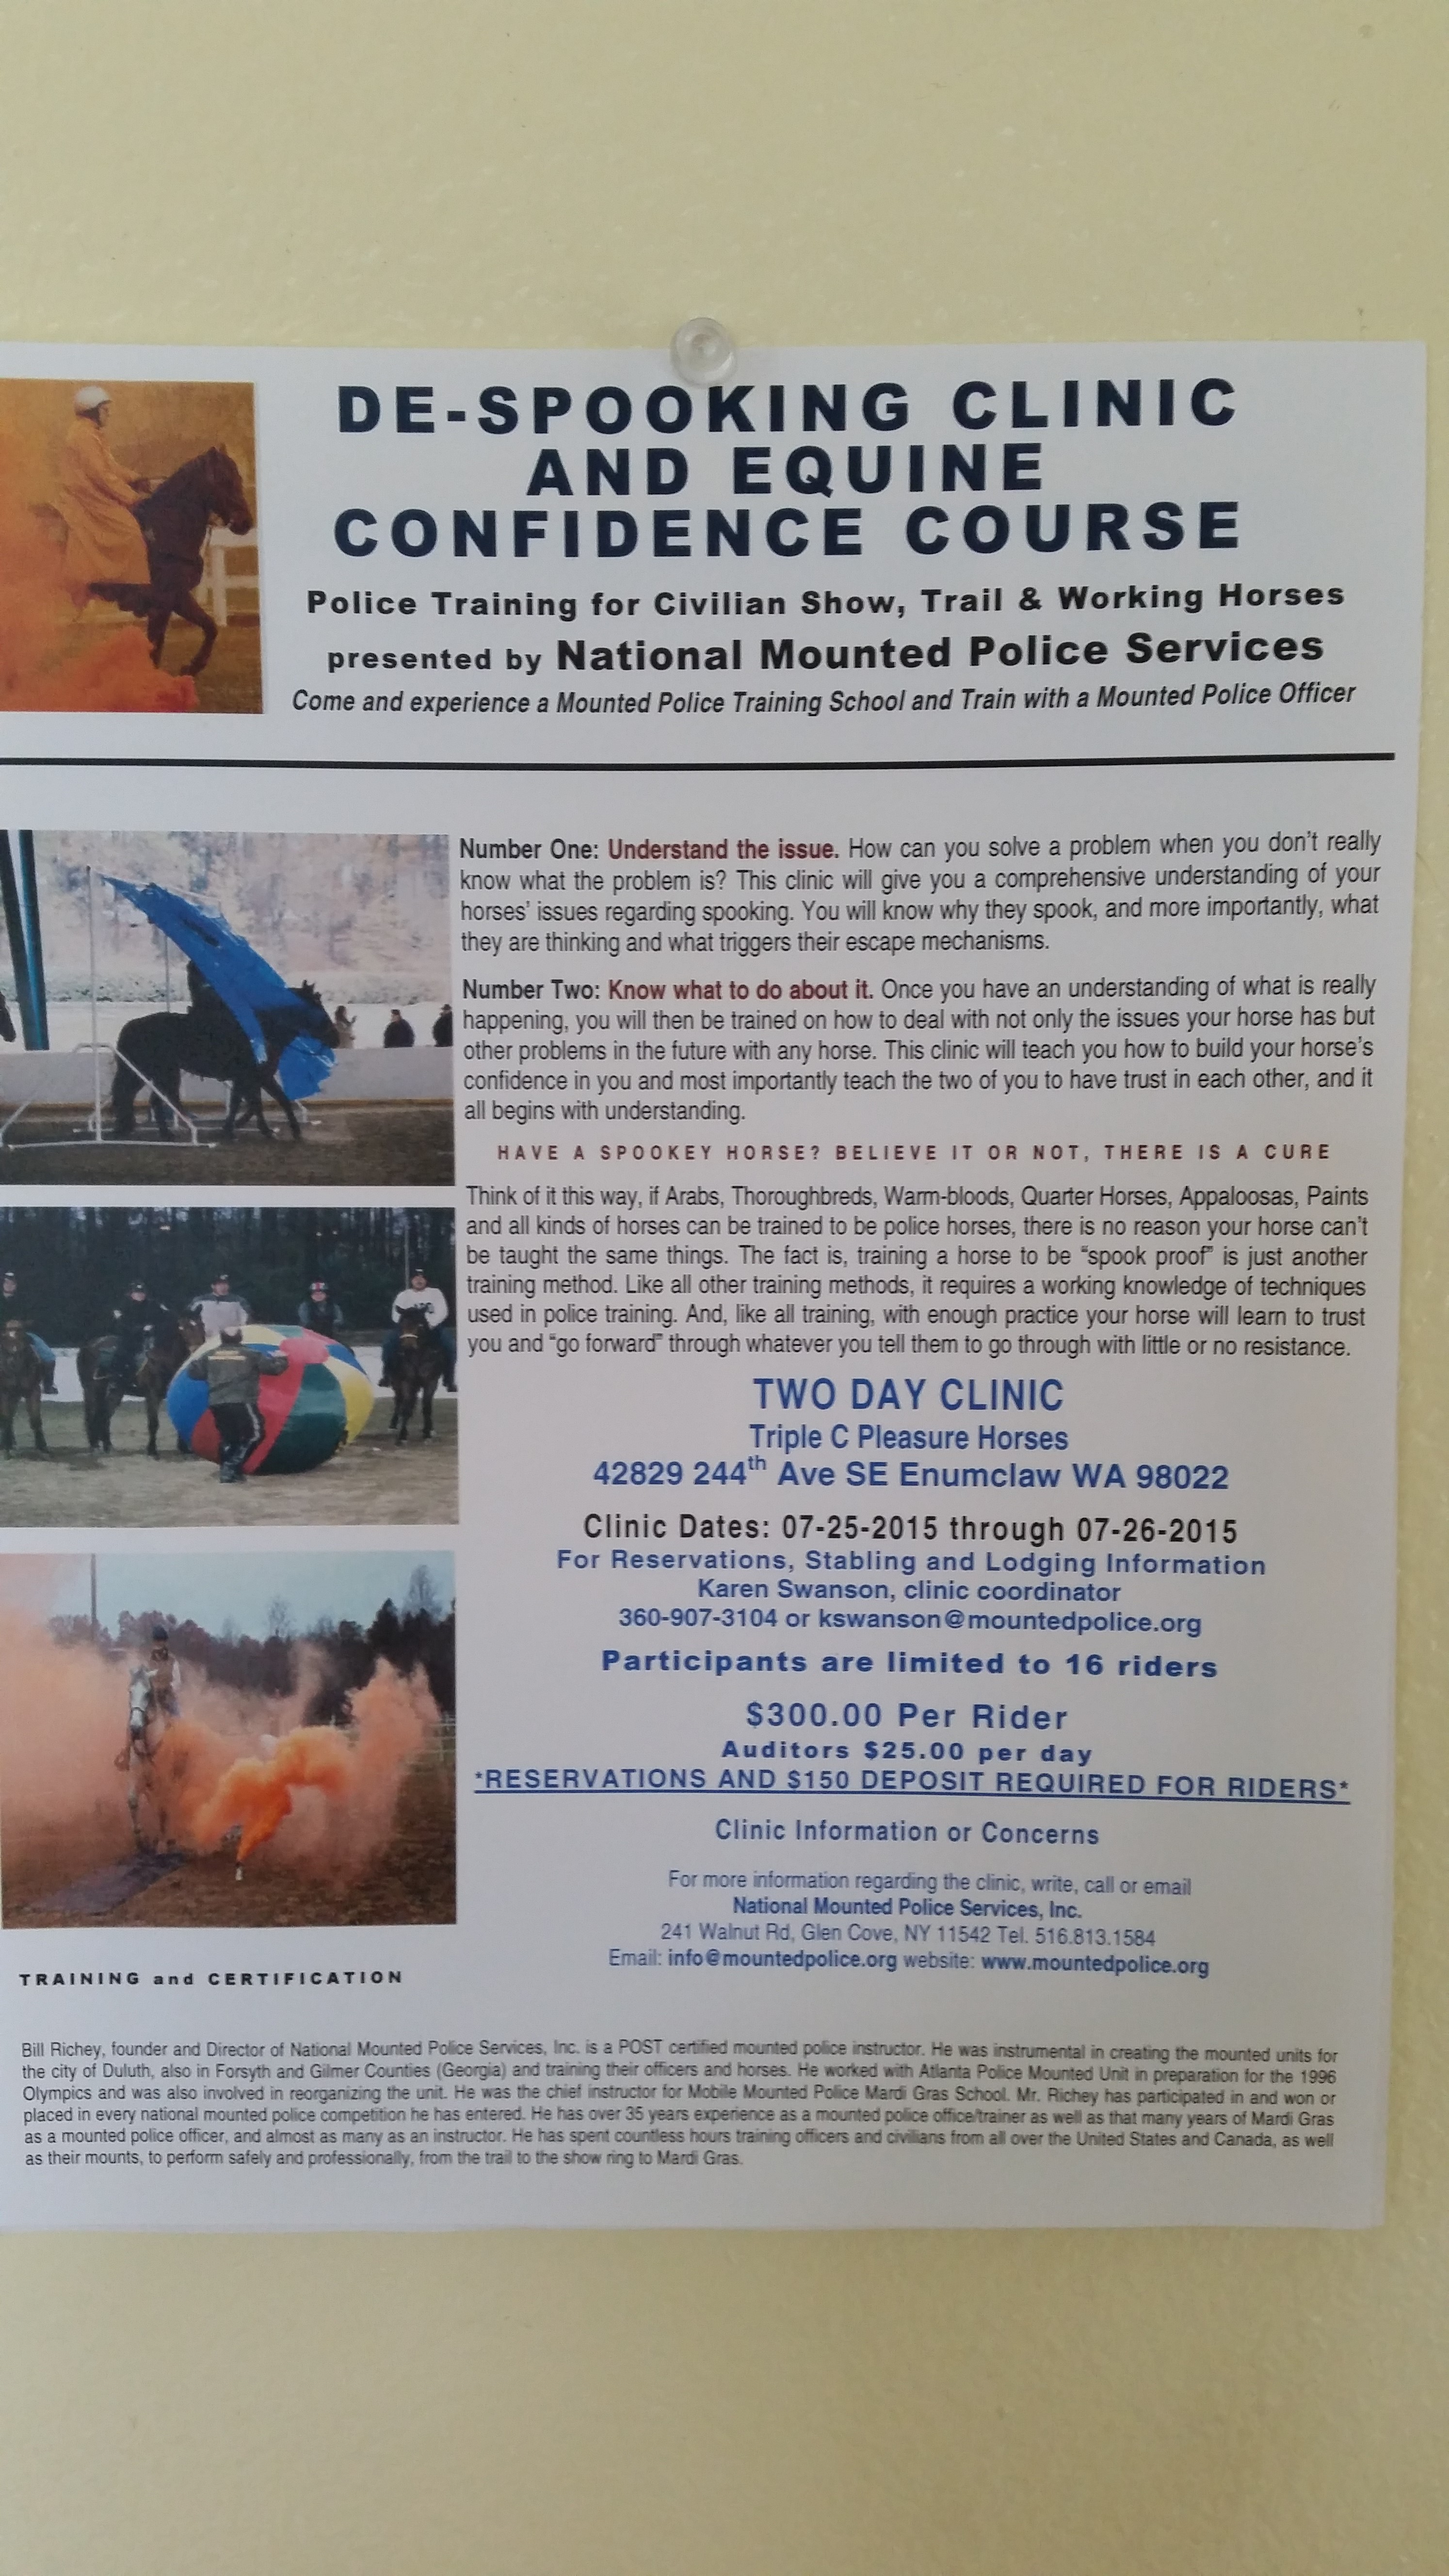 DE-SPOOKING CLINIC
AND EQUINE
CONFIDENCE COURSE
Police Training for Civilian Show, Trail & Working Horses
presented by National Mounted Police Services
Come and experience a Mounted Police Training School and Train with a Mounted Police Officer
Number One: Understand the issue. How can you solve a problem when you don't really
know what the problem is? This clinic will give you a comprehensive understanding of your
horses' issues regarding spooking. You will know why they spook, and more importantly, what
they are thinking and what triggers their escape mechanisms.
Number Two: Know what to do about it. Once you have an understanding of what is really
happening, you will then be trained on how to deal with not only the issues your horse has but
other problems in the future with any horse. This clinic will teach you how to build your horse's
confidence in you and most importantly teach the two of you to have trust in each other, and it
all begins with understanding.
HAVE A SPOOKEY HORSE? BELIEVE IT OR NOT, THERE IS A CURE
Think of it this way, if Arabs, Thoroughbreds, Warm-bloods, Quarter Horses, Appaloosas, Paints
and all kinds of horses can be trained to be police horses, there is no reason your horse can't
be taught the same things. The fact is, training a horse to be “spook proof” is just another
training method. Like all other training methods, it requires a working knowledge of techniques
used in police training. And, like all training, with enough practice your horse will learn to trust
you and “go forward” through whatever you tell them to go through with little or no resistance.
TWO DAY CLINIC
Triple C Pleasure Horses
42829 244th Ave SE Enumclaw WA 98022
Clinic Dates: 07-25-2015 through 07-26-2015
For Reservations, Stabling and Lodging Information
Karen Swanson, clinic coordinator
360-907-3104 or kswanson@mountedpolice.org
Participants are limited to 16 riders
$300.00 Per Rider
Auditors $25.00 per day
*RESERVATIONS AND $150 DEPOSIT REQUIRED FOR RIDERS*
Clinic Information or Concerns
For more information regarding the clinic, write, call or email
National Mounted Police Services, Inc.
241 Walnut Rd, Glen Cove, NY 11542 Tel. 516.813.1584
Email: info@mountedpolice.org website: www.mountedpolice.org
TRAINING and CERTIFICATION
Bill Richey, founder and Director of National Mounted Police Services, Inc. is a POST certified mounted police instructor. He was instrumental in creating the mounted units for
the city of Duluth, also in Forsyth and Gilmer Counties (Georgia) and training their officers and horses. He worked with Atlanta Police Mounted Unit in preparation for the 1996
Olympics and was also involved in reorganizing the unit. He was the chief instructor for Mobile Mounted Police Mardi Gras School. Mr. Richey has participated in and won or
placed in every national mounted police competition he has entered. He has over 35 years experience as a mounted police office/trainer as well as that many years of Mardi Gras
as a mounted police officer, and almost as many as an instructor. He has spent countless hours training officers and civilians from all over the United States and Canada, as well
as their mounts, to perform safely and professionally, from the trail to the show ring to Mardi Gras.